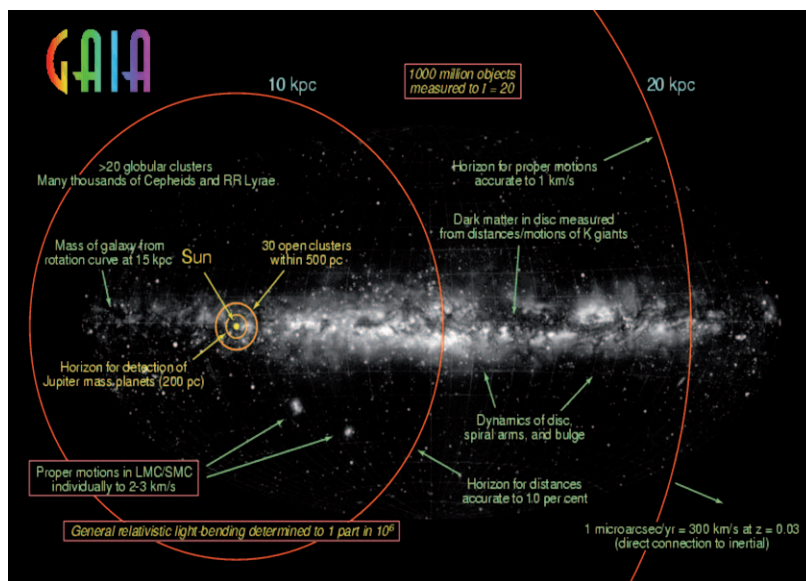 GAIA
10 kpc
1000 million objects
measured to I = 20
20 kpc
>20 globular clusters
Many thousands of Cepheids and RR Lyrae
Horizon for proper motions
accurate to 1 km/s
Dark matter in disc measured
from distances/motions of K giants
Mass of galaxy from
rotation curve at 15 kpc
Sun
30 open clusters
within 500 pc
Horizon for detection of
Jupiter mass planets (200 pc)
Dynamics of disc,
spiral arms, and bulge
Proper motions in LMC/SMC
individually to 2-3 km/s
Horizon for distances
accurate to 10 per cent
General relativistic light-bending determined to 1 part in 10⁶
1 microarcsec/yr = 300 km/s at z = 0.03
(direct connection to inertial)